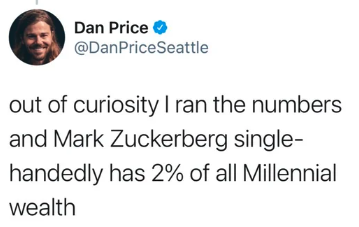 Dan Price
@DanPriceSeattle
out of curiosity I ran the numbers
and Mark Zuckerberg single-
handedly has 2% of all Millennial
wealth